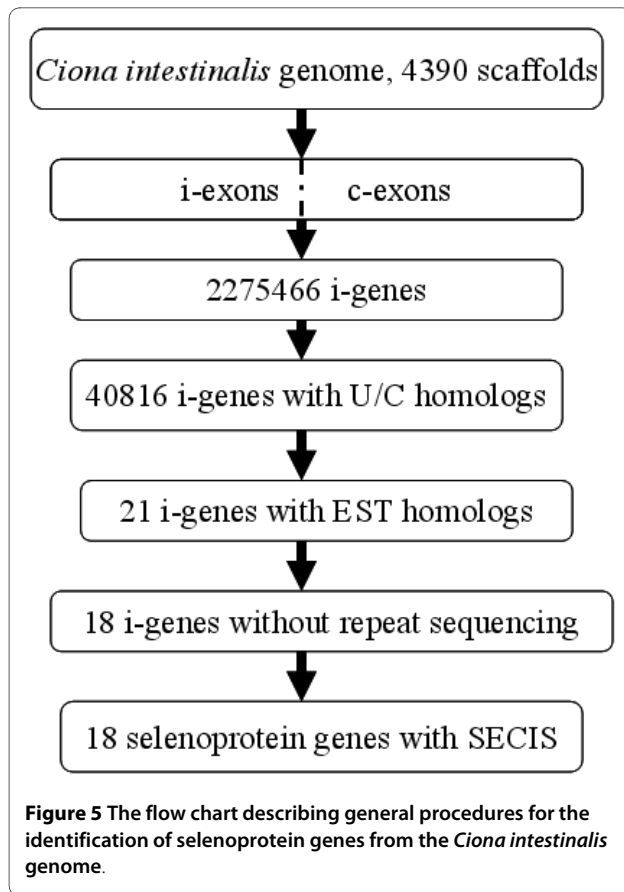 Ciona intestinalis genome, 4390 scaffolds
i-exons c-exons
2275466 i-genes
40816 i-genes with U/C homologs
21 i-genes with EST homologs
18 i-genes without repeat sequencing
18 selenoprotein genes with SECIS
Figure 5 The flow chart describing general procedures for the
identification of selenoprotein genes from the Ciona intestinalis
genome.